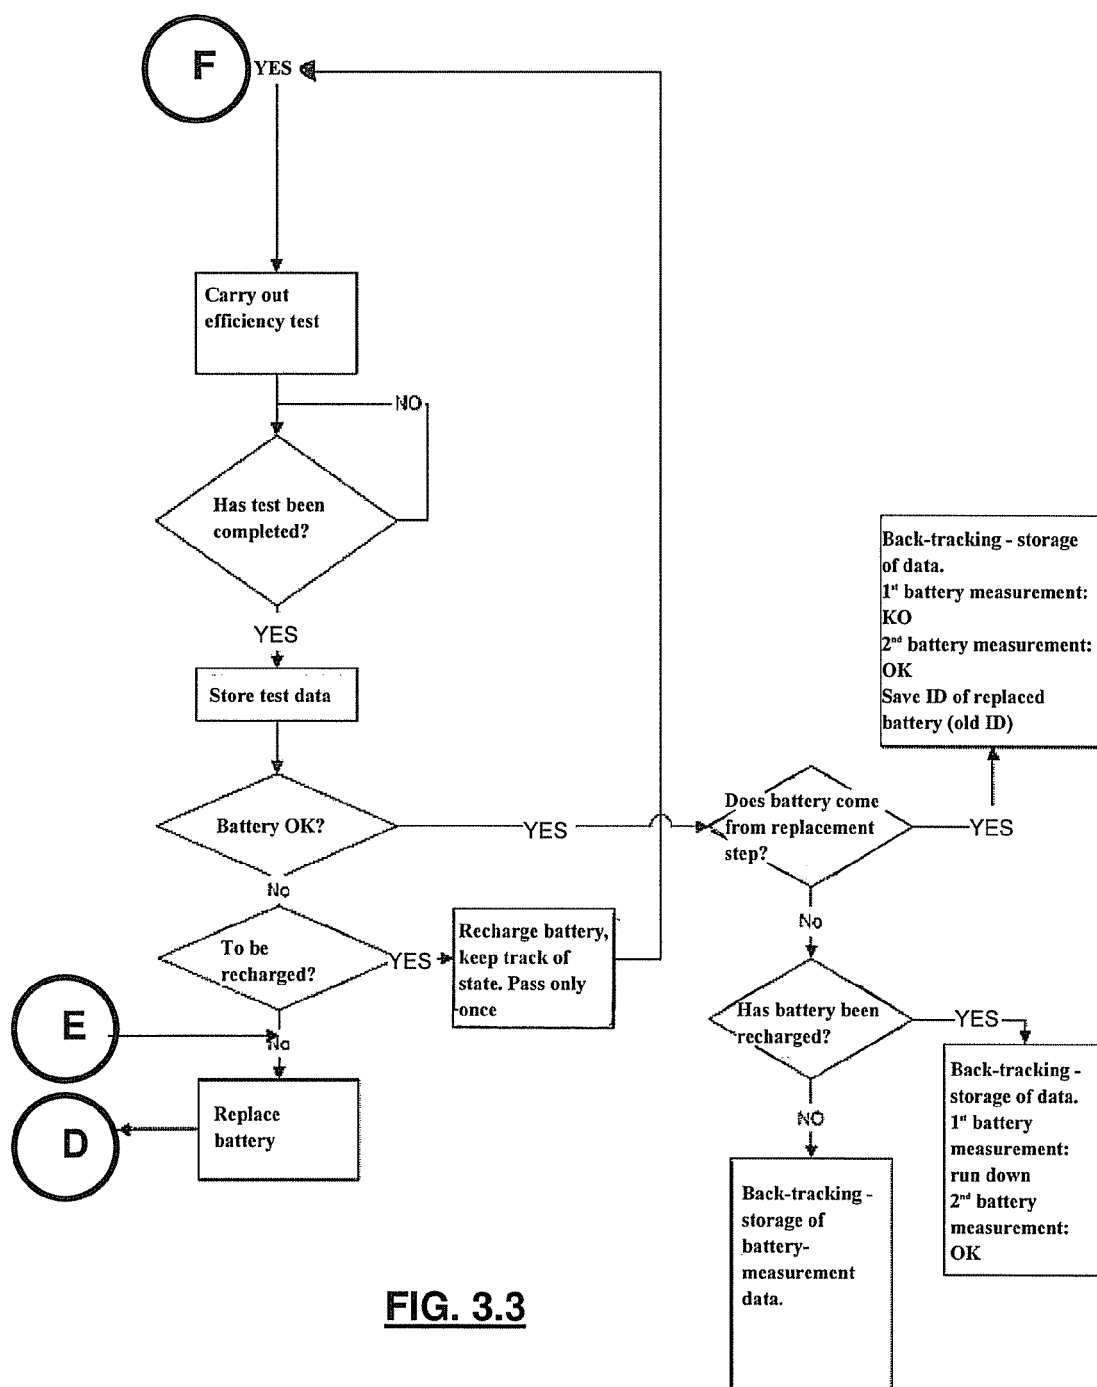 F
YES
Carry out
efficiency test
NO
Has test been
completed?
YES
Store test data
Battery OK?
YES
No
To be
recharged?
YES
Recharge battery,
keep track of
state. Pass only
once
E
No
Replace
battery
D
Does battery come
from replacement
step?
YES
Back-tracking - storage
of data.
1st battery measurement:
KO
2nd battery measurement:
OK
Save ID of replaced
battery (old ID)
No
Has battery been
recharged?
YES
Back-tracking -
storage of data.
1st battery
measurement:
run down
2nd battery
measurement:
OK
NO
Back-tracking -
storage of
battery-
measurement
data.
FIG. 3.3